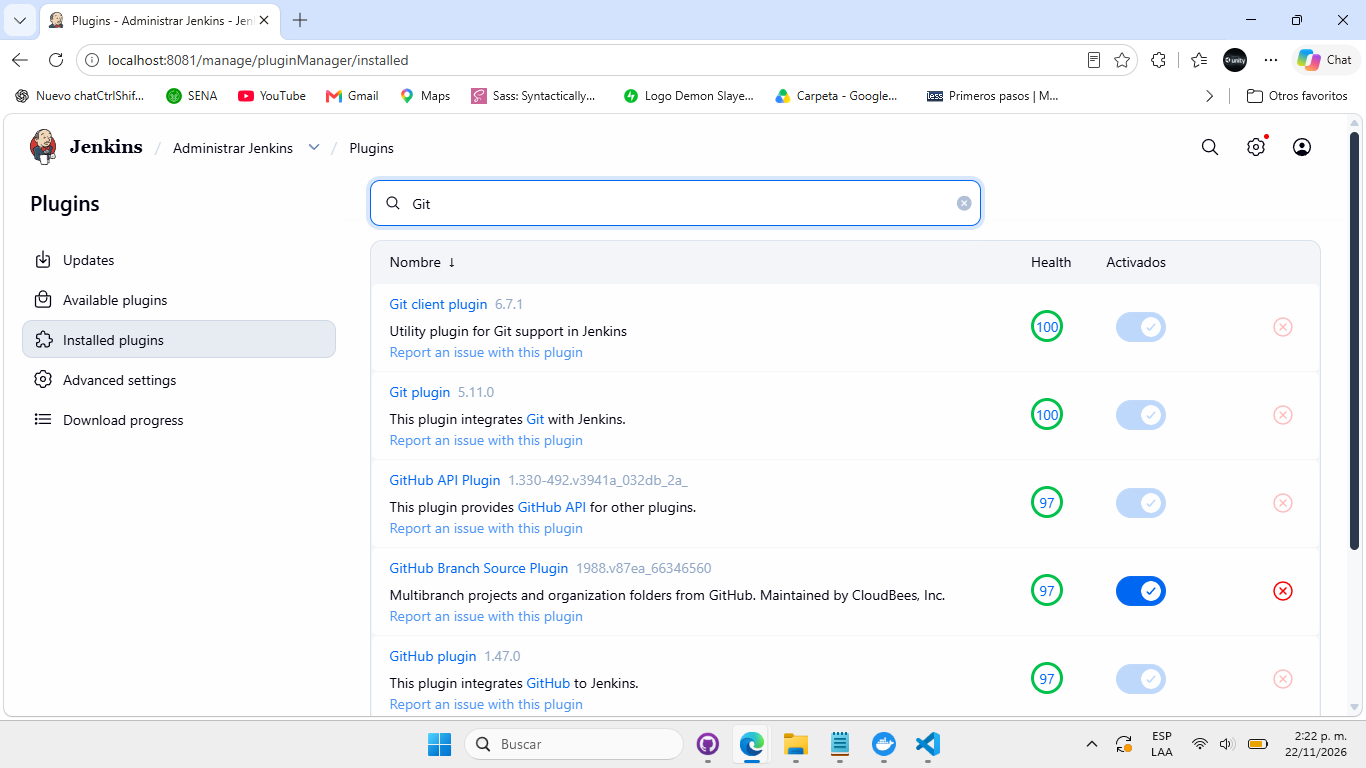 Plugins - Administrar Jenkins - Jen
localhost:8081/manage/pluginManager/installed
Chat
Nuevo chatCtrlShif...
SENA
YouTube
Gmail
Maps
Sass: Syntactically...
Logo Demon Slaye...
Carpeta - Google...
Primeros pasos | M...
Otros favoritos
Jenkins / Administrar Jenkins / Plugins
Plugins
Updates
Available plugins
Installed plugins
Advanced settings
Download progress
Git
Nombre ↓ Health Activados
Git client plugin 6.7.1
Utility plugin for Git support in Jenkins
Report an issue with this plugin
100
Git plugin 5.11.0
This plugin integrates Git with Jenkins.
Report an issue with this plugin
100
GitHub API Plugin 1.330-492.v3941a_032db_2a_
This plugin provides GitHub API for other plugins.
Report an issue with this plugin
97
GitHub Branch Source Plugin 1988.v87ea_66346560
Multibranch projects and organization folders from GitHub. Maintained by CloudBees, Inc.
Report an issue with this plugin
97
GitHub plugin 1.47.0
This plugin integrates GitHub to Jenkins.
Report an issue with this plugin
97
Buscar
ESP
LAA
2:22 p. m.
22/11/2026